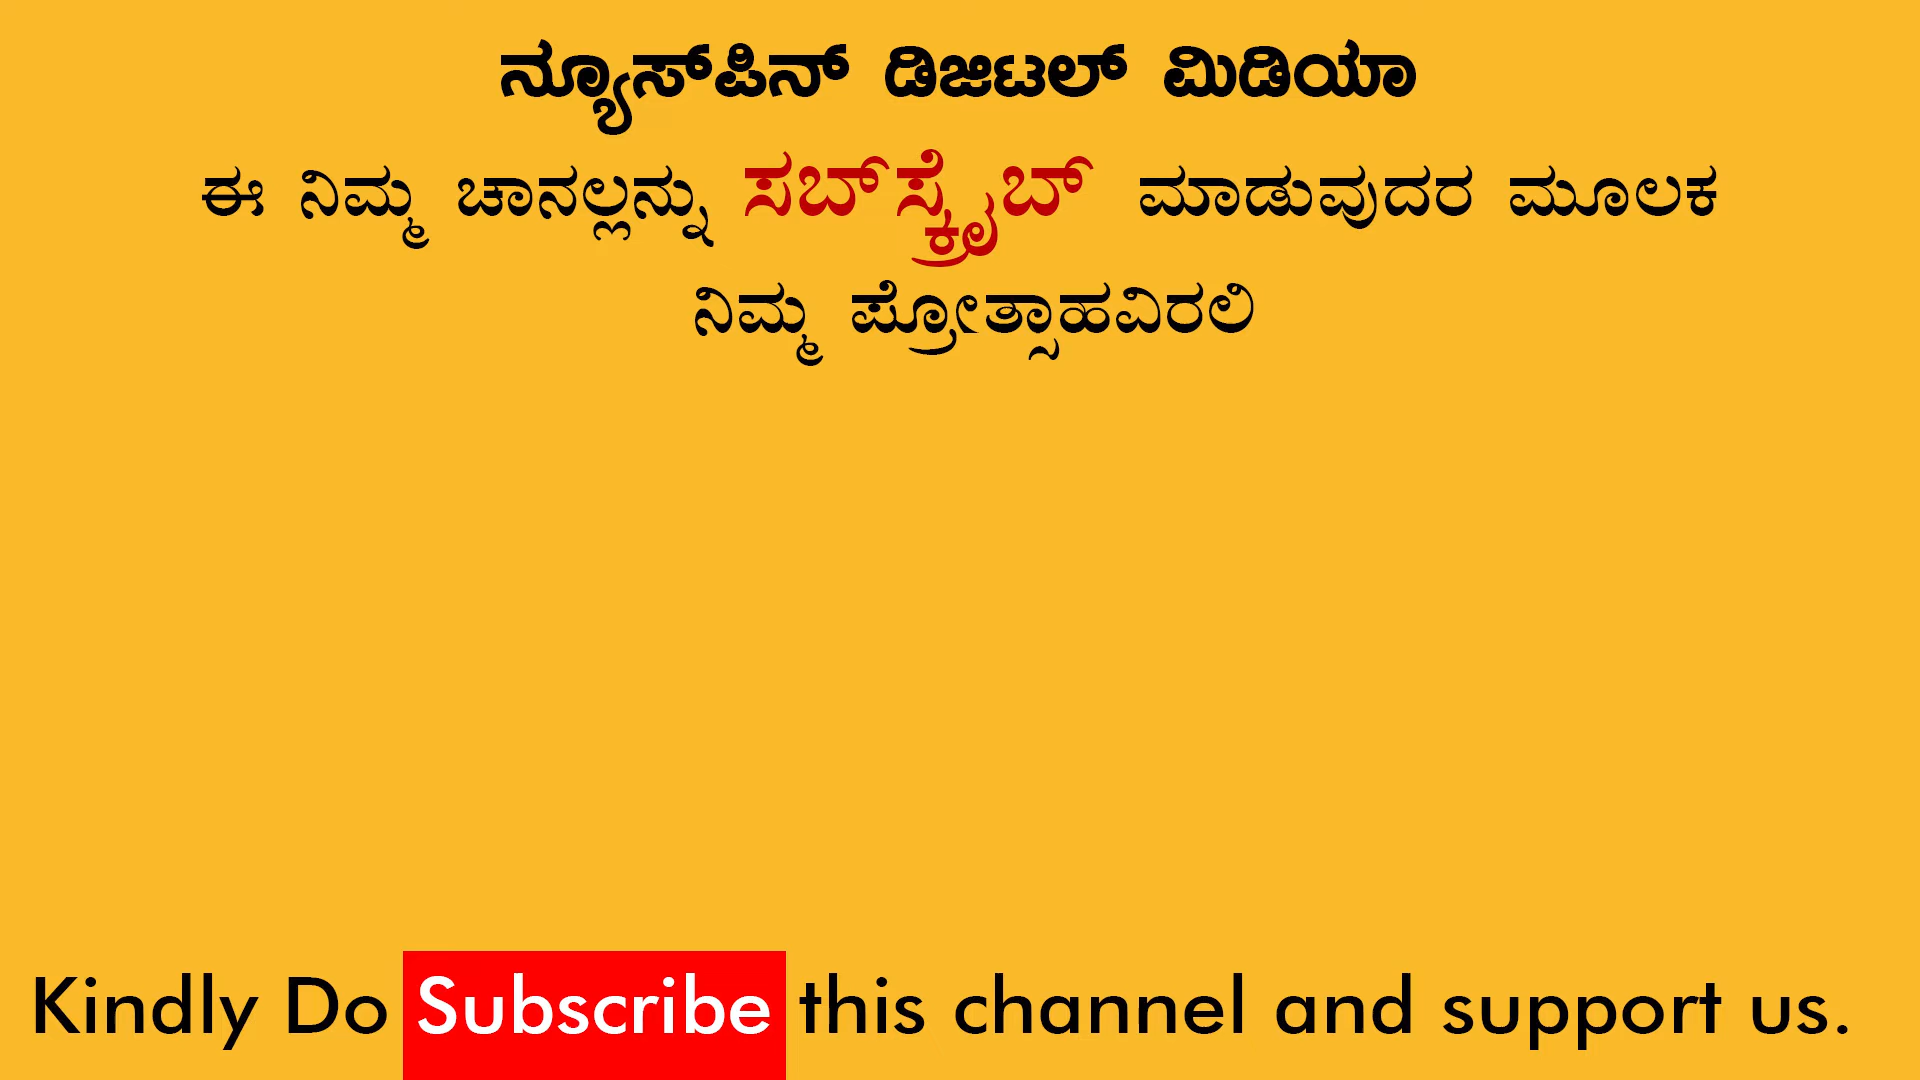 ನ್ಯೂಸ್‌ಪಿನ್ ಡಿಜಿಟಲ್ ಮಿಡಿಯಾ
ಈ ನಿಮ್ಮ ಚಾನಲ್ಲನ್ನು ಸಬ್‌ಸ್ಕ್ರೈಬ್ ಮಾಡುವುದರ ಮೂಲಕ
ನಿಮ್ಮ ಪ್ರೋತ್ಸಾಹವಿರಲಿ
Kindly Do Subscribe this channel and support us.